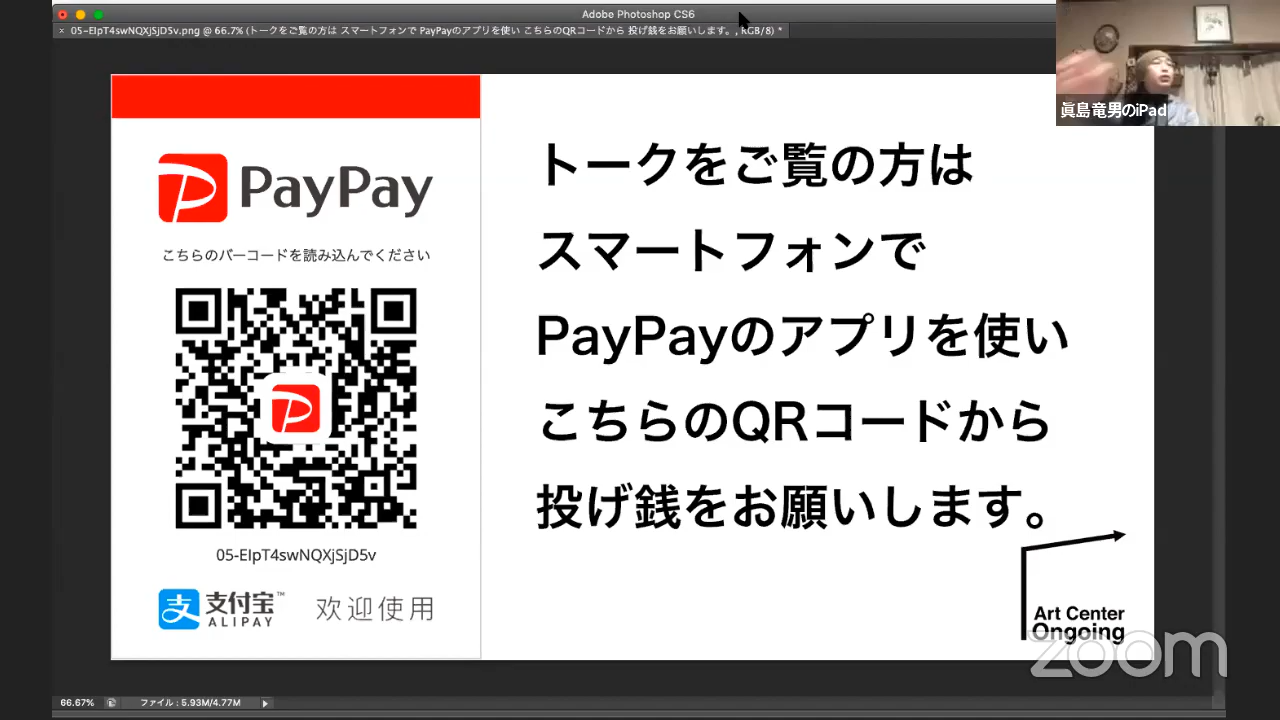 Adobe Photoshop CS6
× 05-EIpT4swNQXjSjD5v.png @ 66.7% (トークをご覧の方は スマートフォンで PayPayのアプリを使い こちらのQRコードから 投げ銭をお願いします。, RGB/8) *
眞島竜男のiPad
PayPay
こちらのバーコードを読み込んでください
05-EIpT4swNQXjSjD5v
支 支付宝™
ALIPAY
欢迎使用
トークをご覧の方は
スマートフォンで
PayPayのアプリを使い
こちらのQRコードから
投げ銭をお願いします。
Art Center
Ongoing
zoom
66.67%
ファイル : 5.93M/4.77M